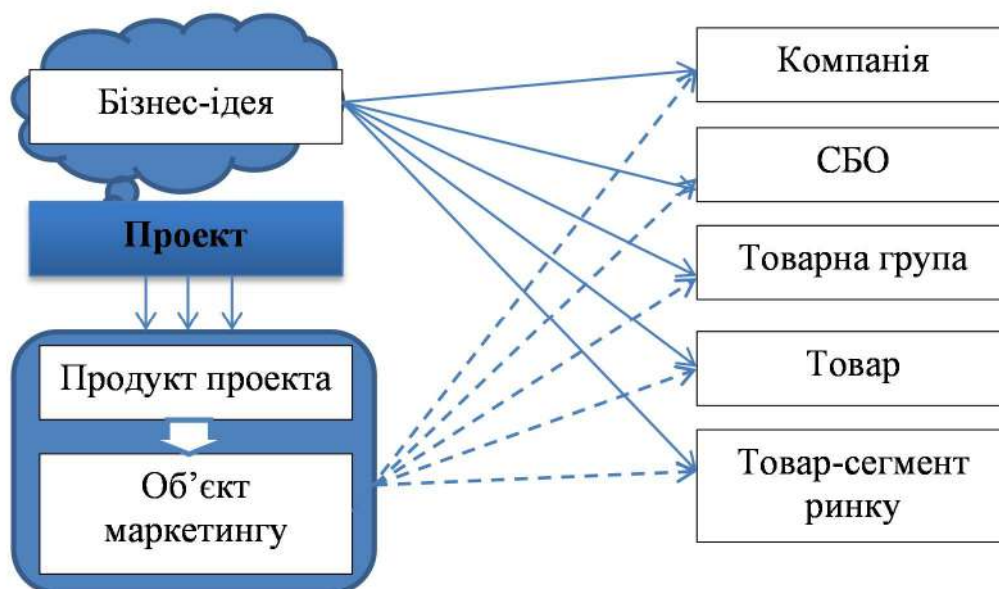 Бізнес-ідея
Проект
Продукт проекта
Об’єкт
маркетингу
Компанія
СБО
Товарна група
Товар
Товар-сегмент
ринку